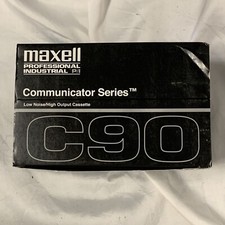 maxell
PROFESSIONAL
INDUSTRIAL P·I
Communicator Series™
Low Noise/High Output Cassette
C90